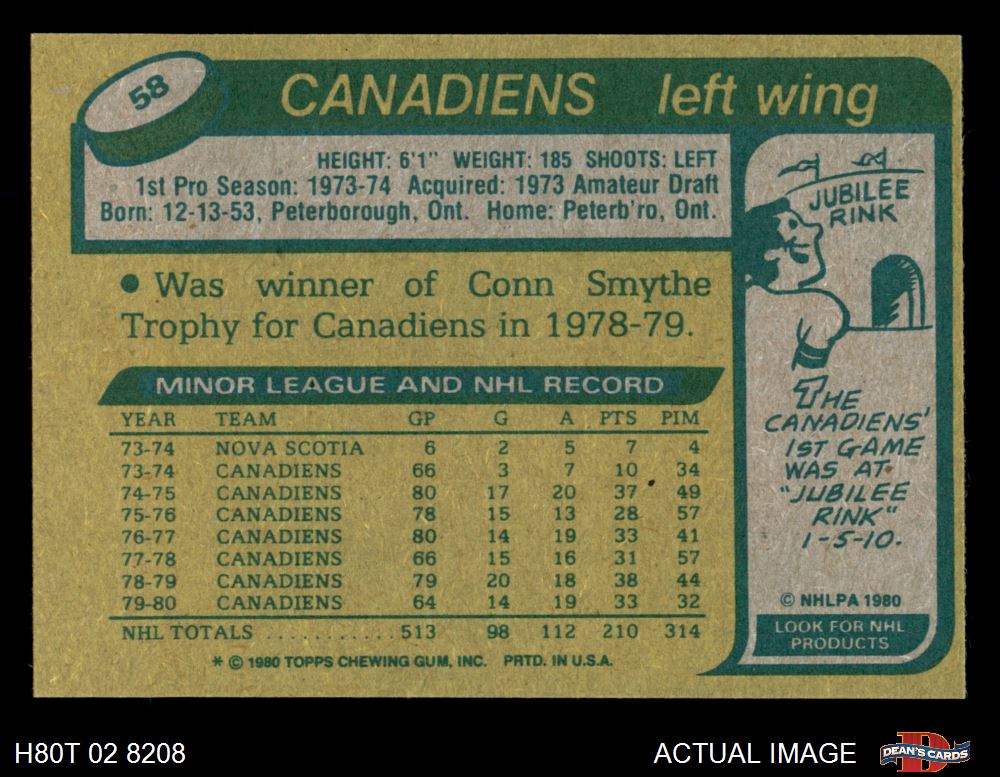 58
CANADIENS left wing
HEIGHT: 6'1" WEIGHT: 185 SHOOTS: LEFT
1st Pro Season: 1973-74 Acquired: 1973 Amateur Draft
Born: 12-13-53, Peterborough, Ont. Home: Peterb'ro, Ont.
• Was winner of Conn Smythe
Trophy for Canadiens in 1978-79.
MINOR LEAGUE AND NHL RECORD
YEAR TEAM GP G A PTS PIM
73-74 NOVA SCOTIA 6 2 5 7 4
73-74 CANADIENS 66 3 7 10 34
74-75 CANADIENS 80 17 20 37 49
75-76 CANADIENS 78 15 13 28 57
76-77 CANADIENS 80 14 19 33 41
77-78 CANADIENS 66 15 16 31 57
78-79 CANADIENS 79 20 18 38 44
79-80 CANADIENS 64 14 19 33 32
NHL TOTALS ........... 513 98 112 210 314
* © 1980 TOPPS CHEWING GUM, INC. PRTD. IN U.S.A.
JUBILEE
RINK
THE
CANADIENS'
1ST GAME
WAS AT
"JUBILEE
RINK"
1-5-10.
© NHLPA 1980
LOOK FOR NHL
PRODUCTS
H80T 02 8208
ACTUAL IMAGE
D
DEAN'S CARDS